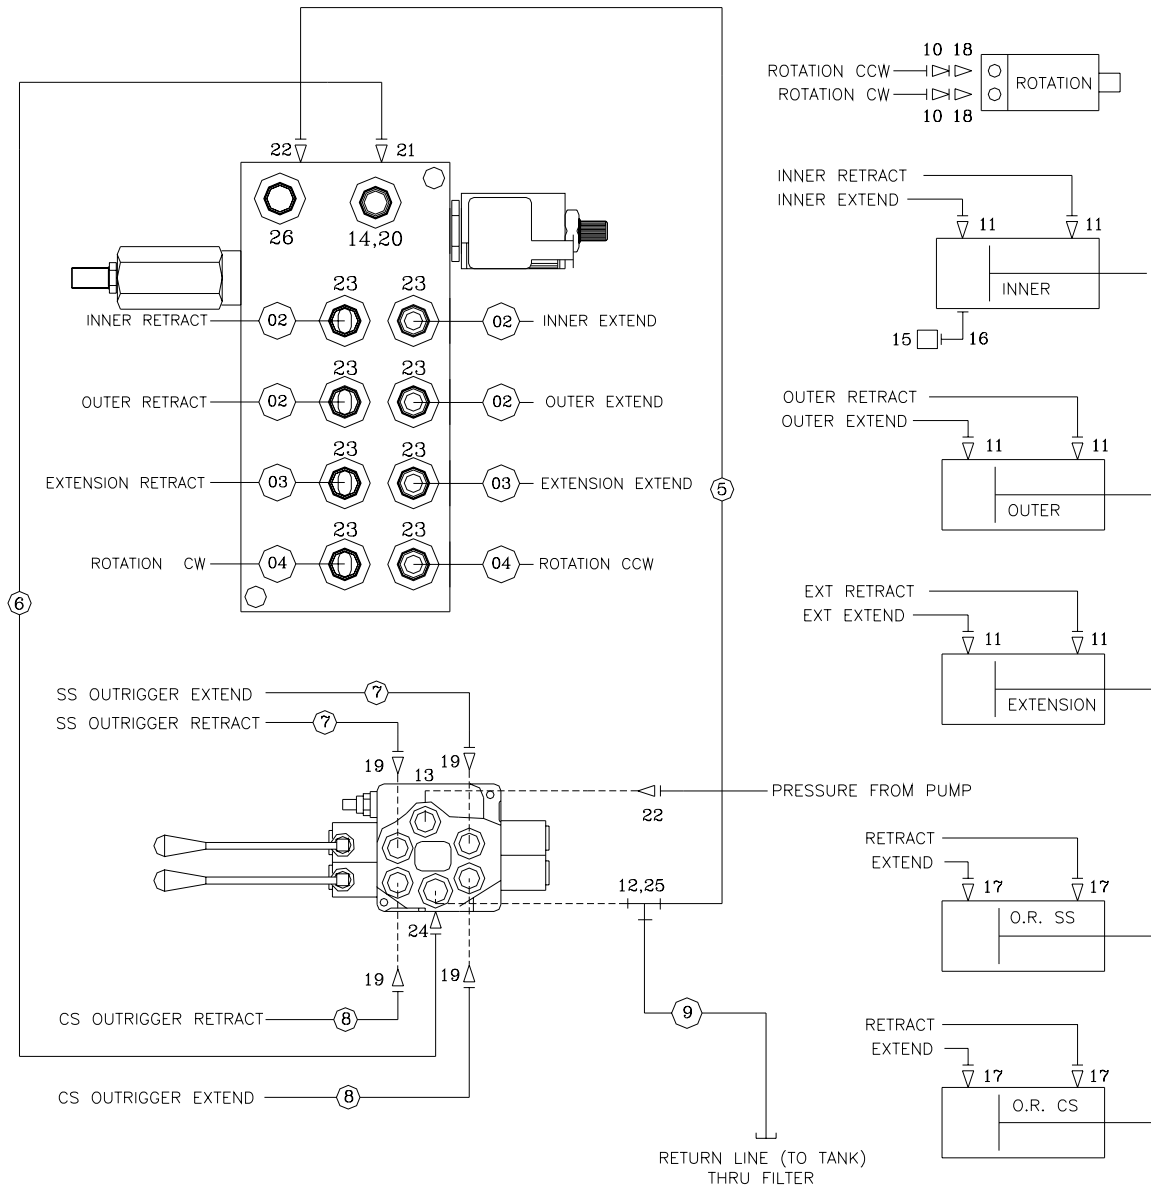 10 18
ROTATION CCW
ROTATION
ROTATION CW
10 18
22
21
26
14,20
23 23
INNER RETRACT 02
02 INNER EXTEND
23 23
OUTER RETRACT 02
02 OUTER EXTEND
23 23
EXTENSION RETRACT 03
03 EXTENSION EXTEND
5
23 23
ROTATION CW 04
04 ROTATION CCW
6
INNER RETRACT
INNER EXTEND
11 11
INNER
15 16
OUTER RETRACT
OUTER EXTEND
11 11
OUTER
EXT RETRACT
EXT EXTEND
11 11
EXTENSION
SS OUTRIGGER EXTEND 7
SS OUTRIGGER RETRACT 7
19 13 19
PRESSURE FROM PUMP
22
12,25
24
19 19
CS OUTRIGGER RETRACT 8
9
CS OUTRIGGER EXTEND 8
RETURN LINE (TO TANK)
THRU FILTER
RETRACT
EXTEND
17 17
O.R. SS
RETRACT
EXTEND
17 17
O.R. CS